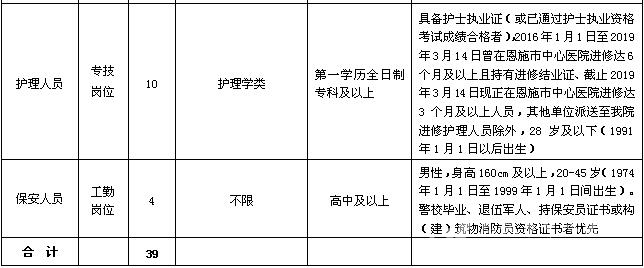 具备护士执业证（或已通过护士执业资格
考试成绩合格者），2016年1月1日至2019
年3月14日曾在恩施市中心医院进修达6
个月及以上且持有进修结业证、截止2019
年3月14日现正在恩施市中心医院进修达
3 个月及以上人员，其他单位派送至我院
进修护理人员除外，28 岁及以下（1991
年1月1日以后出生）
护理人员
专技
岗位
10
护理学类
第一学历全日制
专科及以上
男性，身高160cm及以上，20-45岁（1974
年1月1日至1999年1月1日间出生）。
警校毕业、退伍军人、持保安员证书或构
（建）筑物消防员资格证书者优先
保安人员
工勤
岗位
4
不限
高中及以上
合 计
39